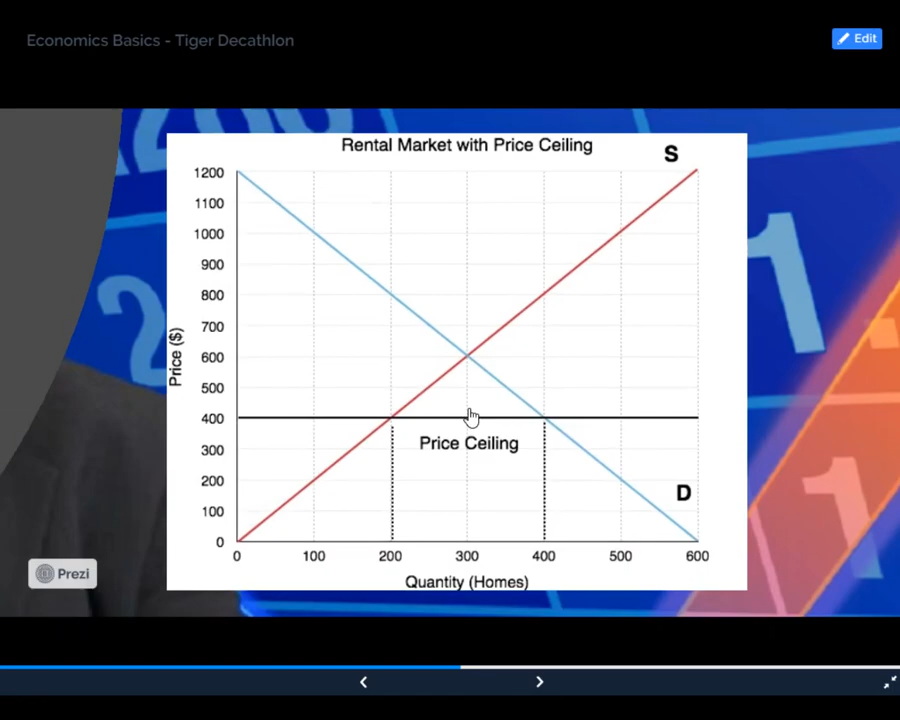 Economics Basics - Tiger Decathlon
Edit
Rental Market with Price Ceiling
S
1200
1100
1000
900
800
700
600
500
400
300
200
100
0
Price ($)
Price Ceiling
D
0 100 200 300 400 500 600
Quantity (Homes)
Prezi